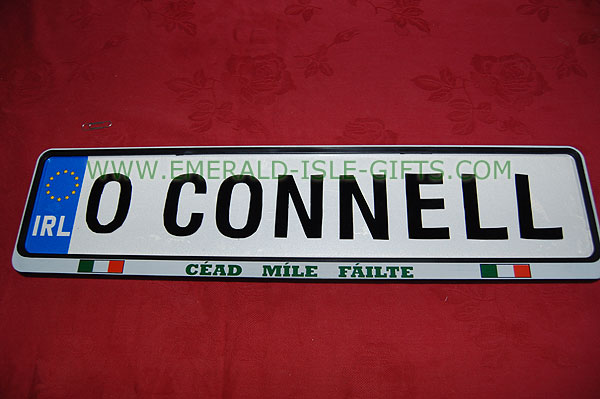 WWW.EMERALD-ISLE-GIFTS.COM
IRL O CONNELL
CÉAD MÍLE FÁILTE